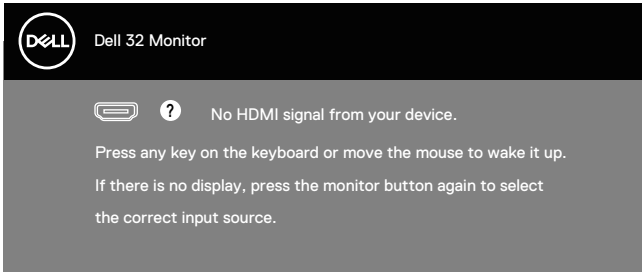 DELL
Dell 32 Monitor
? No HDMI signal from your device.
Press any key on the keyboard or move the mouse to wake it up.
If there is no display, press the monitor button again to select
the correct input source.